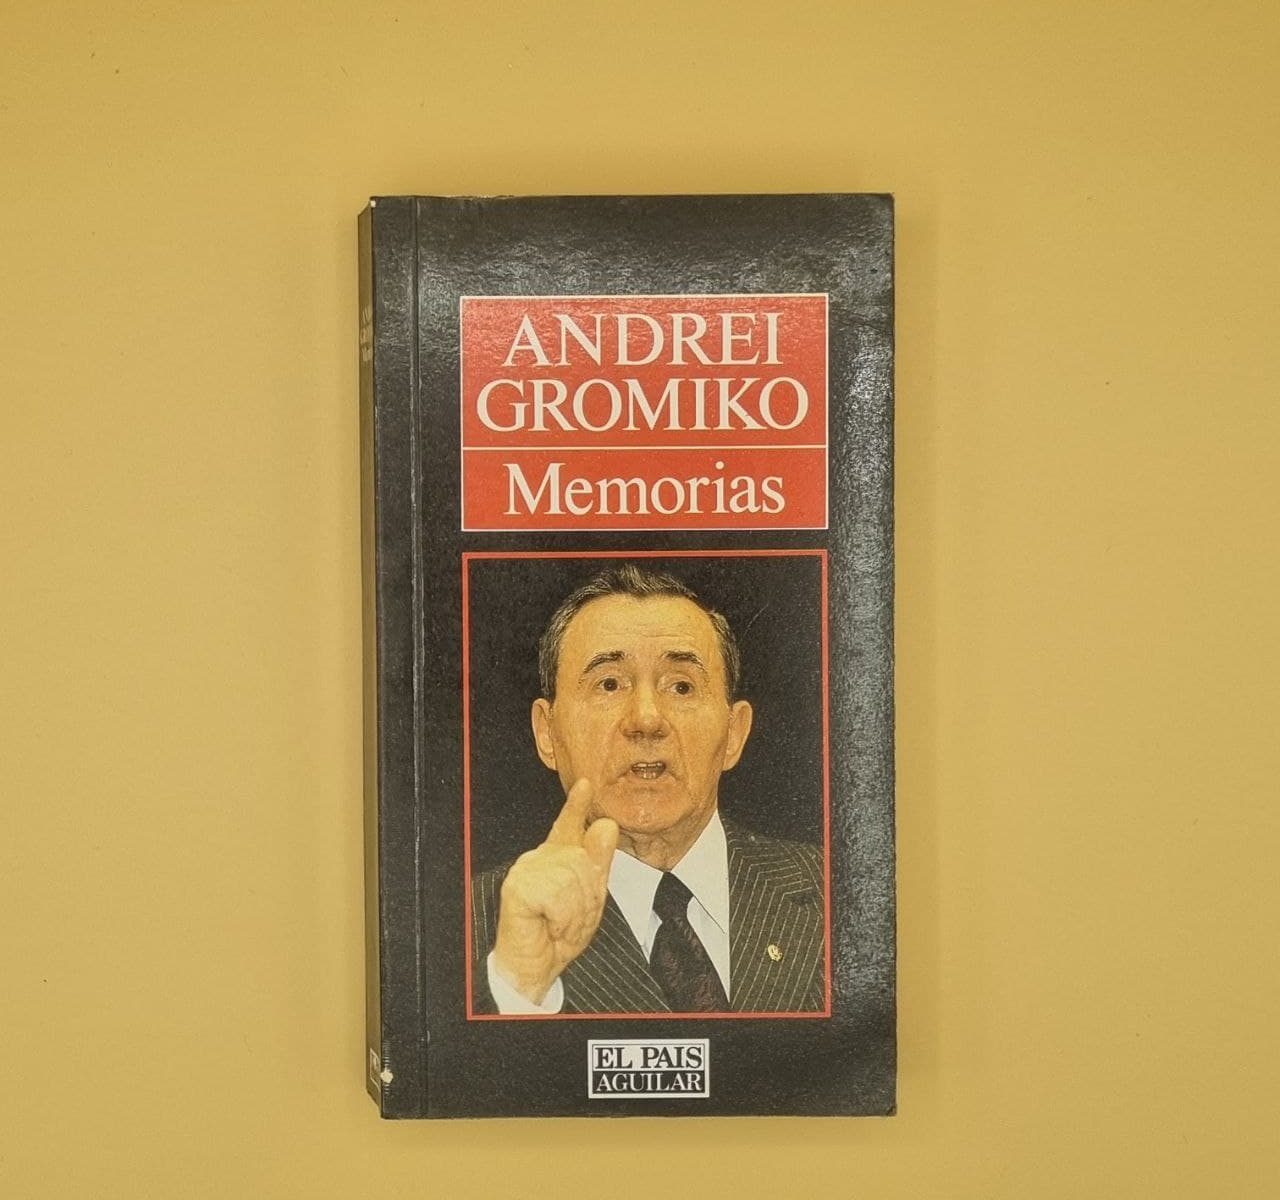 ANDREI
GROMIKO
Memorias
EL PAIS
AGUILAR